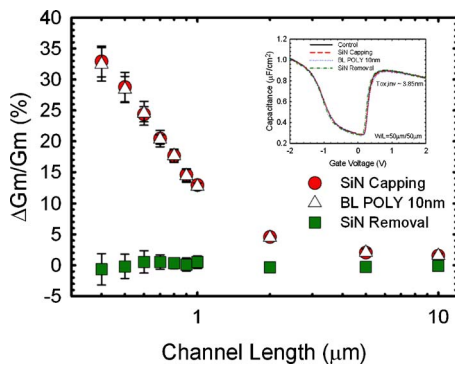 40
35
30
25
20
15
10
5
0
-5
ΔGm/Gm (%)
1
10
Channel Length (μm)
SiN Capping
BL POLY 10nm
SiN Removal
Control
SiN Capping
BL POLY 10nm
SiN Removal
Tox,inv ~ 3.85nm
W/L=50μm/50μm
1.2
1.0
0.8
0.6
0.4
0.2
-2
-1
0
1
2
Capacitance (μF/cm²)
Gate Voltage (V)